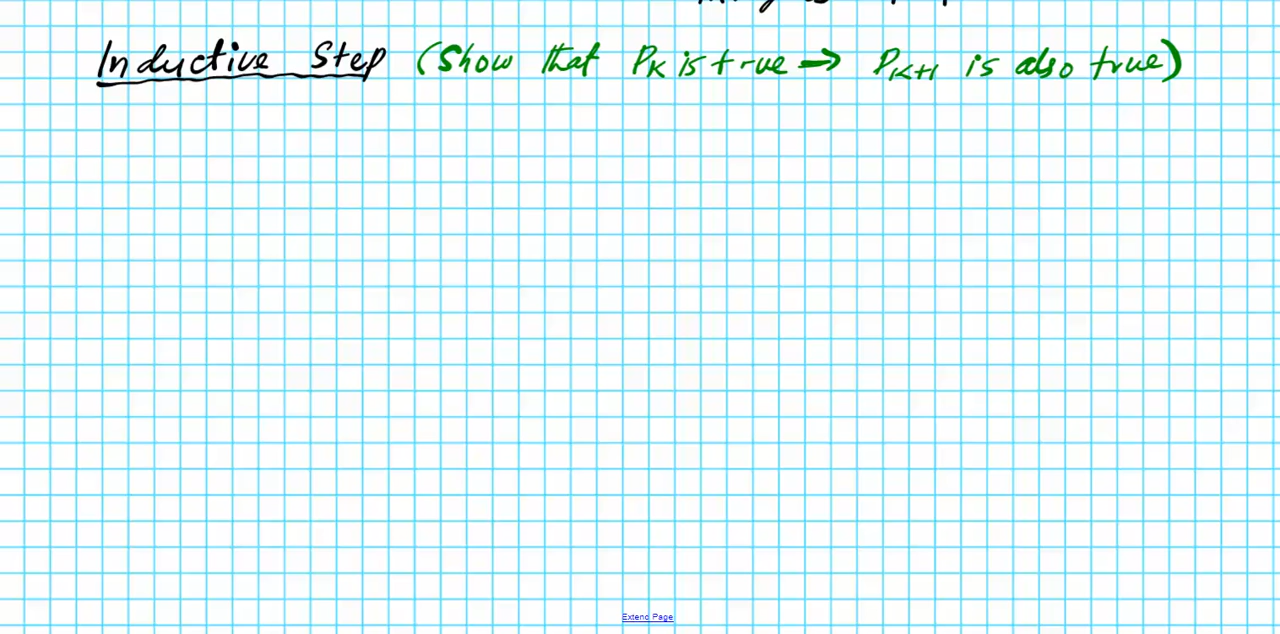 Inductive Step (Show that PK is true → PK+1 is also true)
Extend Page